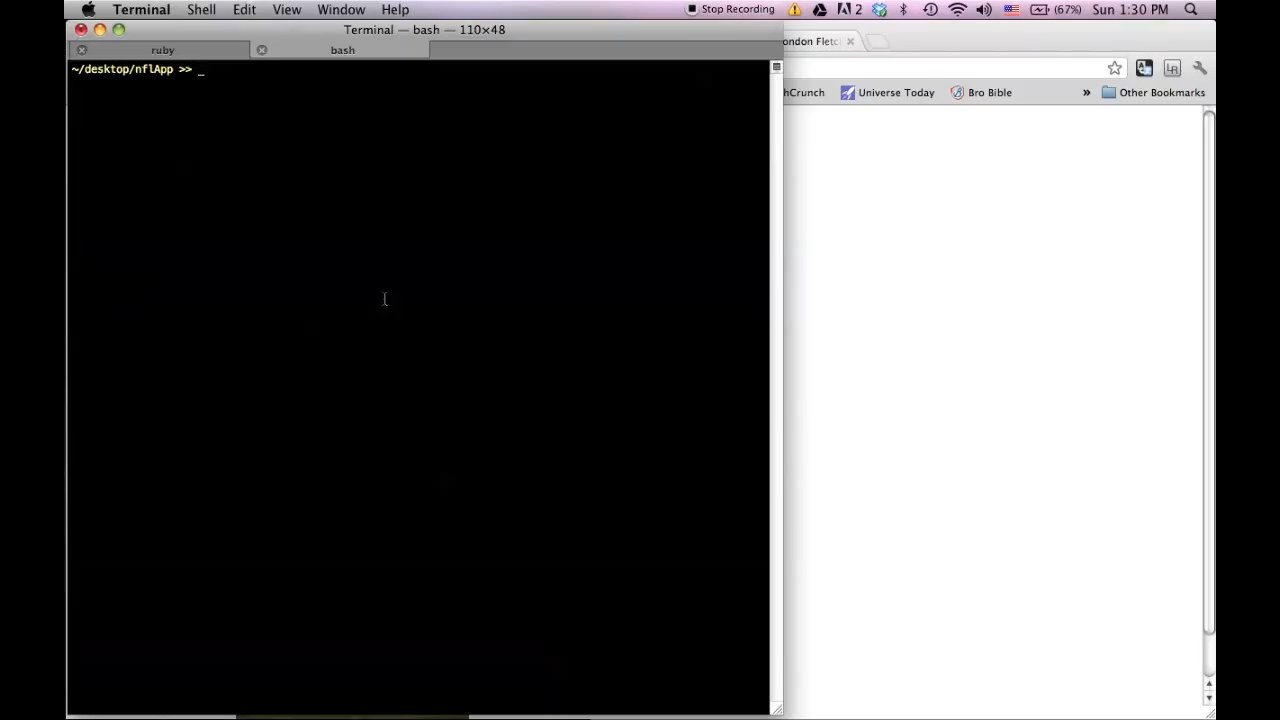 Terminal Shell Edit View Window Help Stop Recording 2 (67%) Sun 1:30 PM
Terminal — bash — 110×48
ruby bash
ondon Fletc
~/desktop/nflApp >> _
hCrunch Universe Today Bro Bible » Other Bookmarks